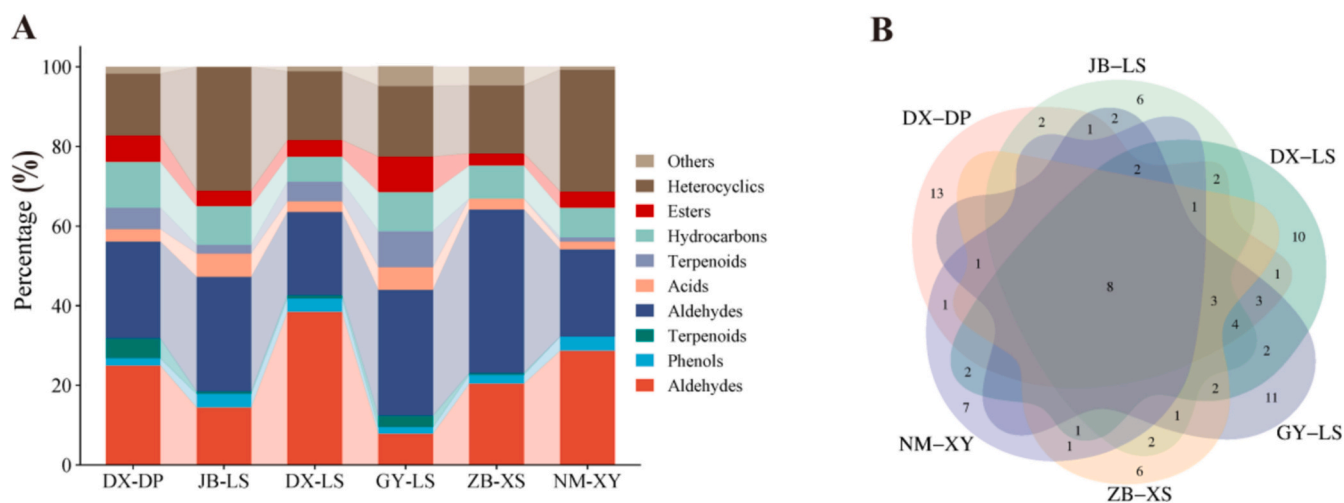 A
Percentage (%)
100
80
60
40
20
0
DX-DP
JB-LS
DX-LS
GY-LS
ZB-XS
NM-XY
Others
Heterocyclics
Esters
Hydrocarbons
Terpenoids
Acids
Aldehydes
Terpenoids
Phenols
Aldehydes
B
JB–LS
DX–DP
DX–LS
6
2
1
2
2
2
13
1
10
1
1
8
3
3
1
4
2
2
2
7
11
1
1
1
2
6
NM–XY
GY–LS
ZB–XS